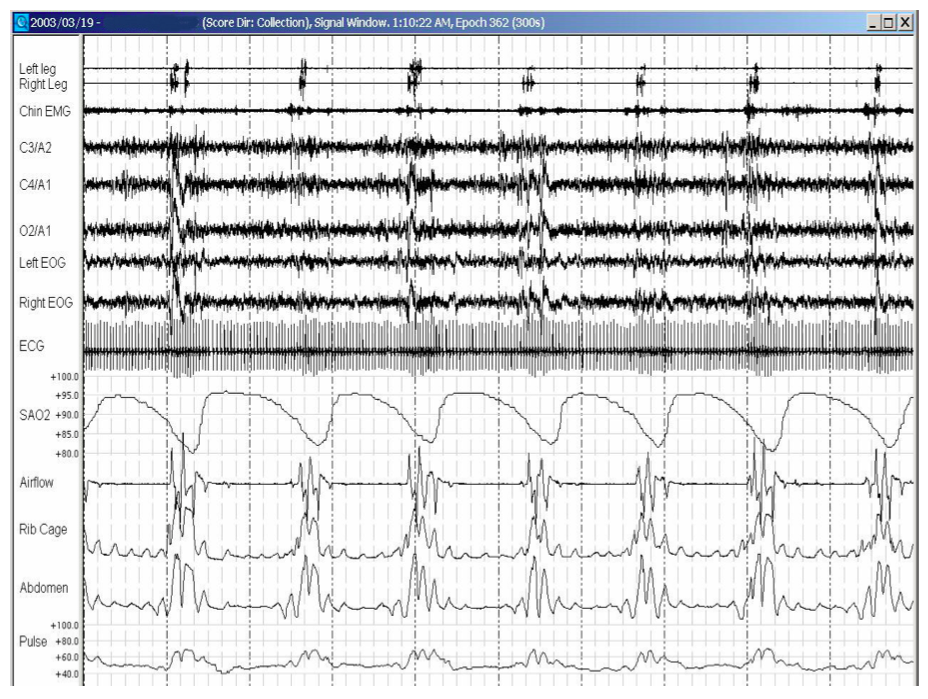 2003/03/19 - (Score Dir: Collection), Signal Window. 1:10:22 AM, Epoch 362 (300s)
Left leg
Right Leg
Chin EMG
C3/A2
C4/A1
O2/A1
Left EOG
Right EOG
ECG
+100.0
+95.0
SAO2 +90.0
+85.0
+80.0
Airflow
Rib Cage
Abdomen
+100.0
Pulse +80.0
+60.0
+40.0